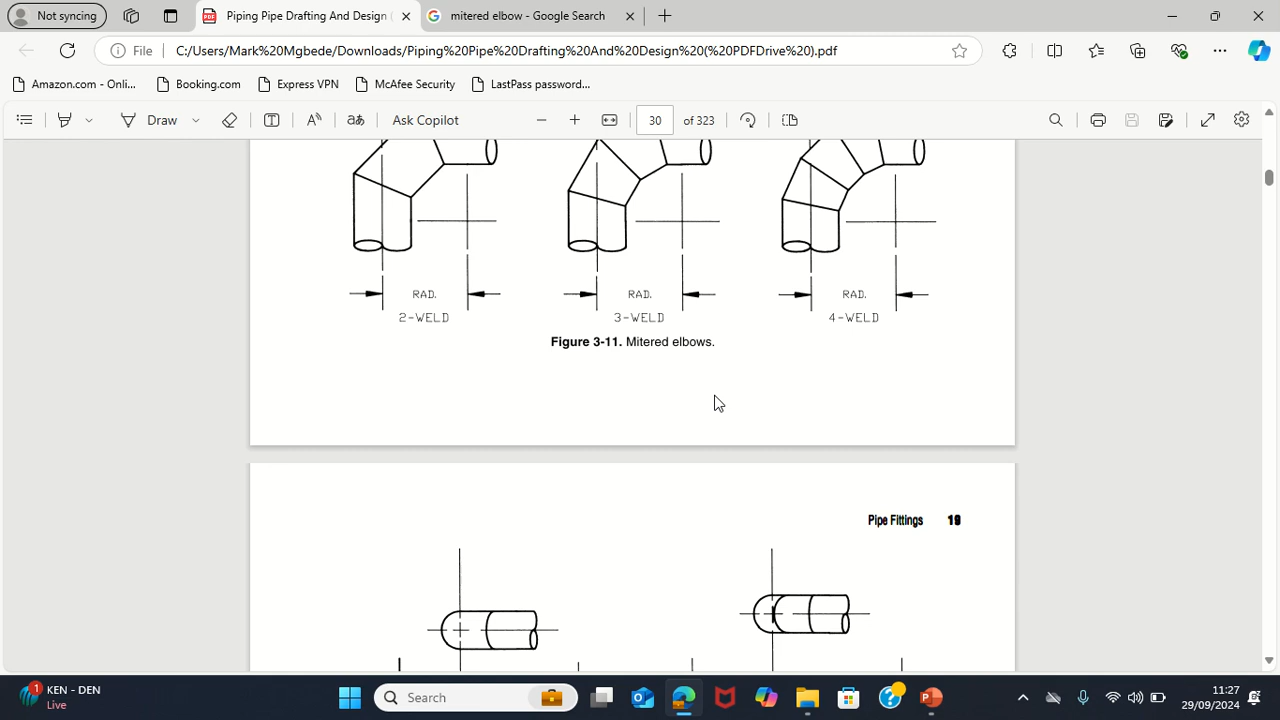 Not syncing
Piping Pipe Drafting And Design (
mitered elbow - Google Search
File
C:/Users/Mark%20Mgbede/Downloads/Piping%20Pipe%20Drafting%20And%20Design%20(%20PDFDrive%20).pdf
Amazon.com - Onli...
Booking.com
Express VPN
McAfee Security
LastPass password...
Draw
Ask Copilot
30 of 323
RAD. RAD. RAD.
2-WELD 3-WELD 4-WELD
Figure 3-11. Mitered elbows.
Pipe Fittings 19
KEN - DEN
Live
1
Search
11:27
29/09/2024